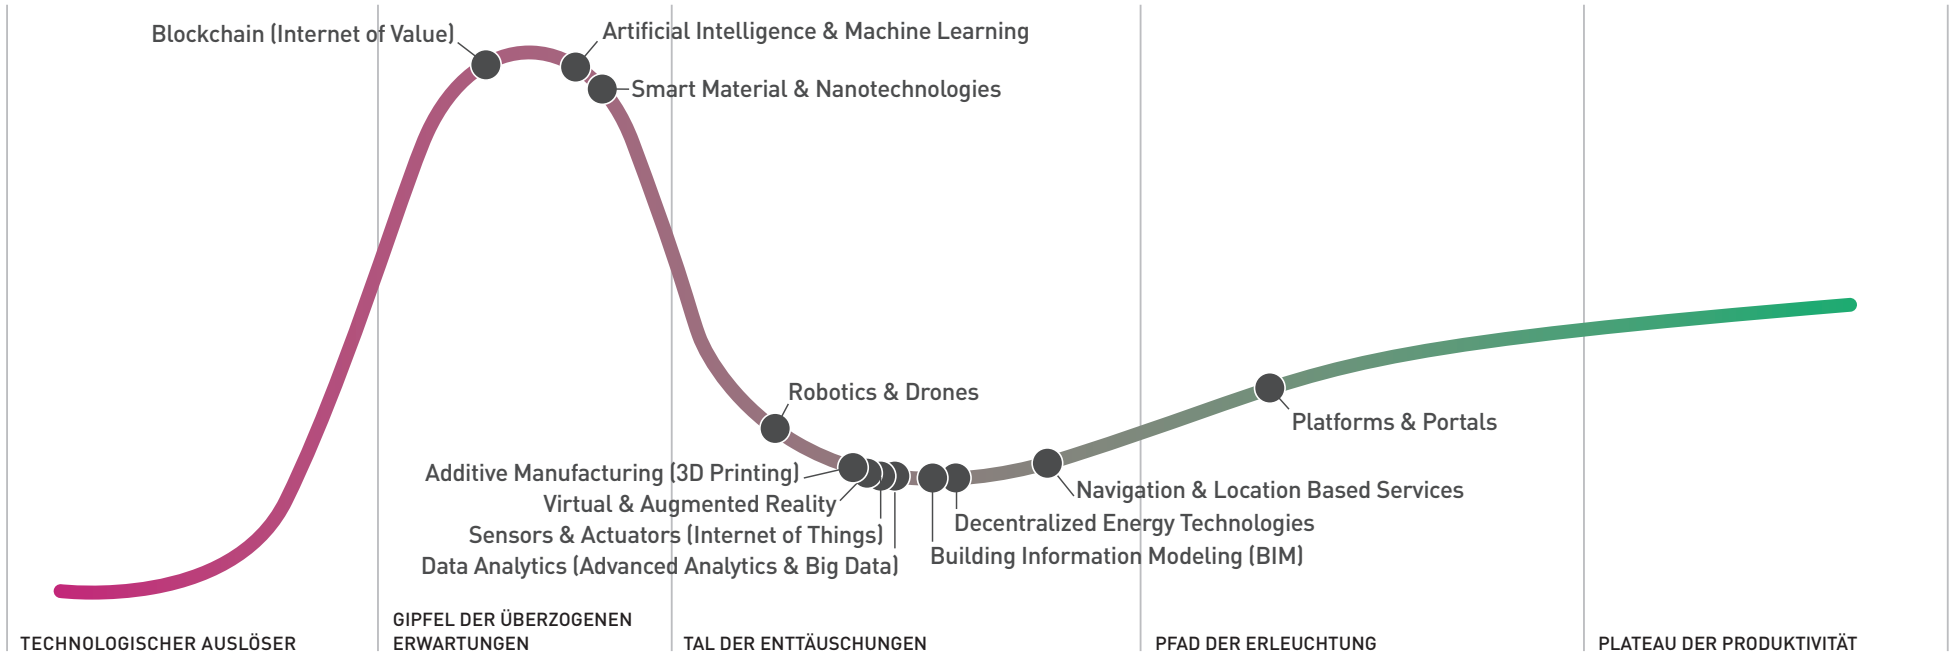 Blockchain (Internet of Value)
Artificial Intelligence & Machine Learning
Smart Material & Nanotechnologies
Robotics & Drones
Additive Manufacturing (3D Printing)
Virtual & Augmented Reality
Sensors & Actuators (Internet of Things)
Data Analytics (Advanced Analytics & Big Data)
Platforms & Portals
Navigation & Location Based Services
Decentralized Energy Technologies
Building Information Modeling (BIM)
TECHNOLOGISCHER AUSLÖSER
GIPFEL DER ÜBERZOGENEN
ERWARTUNGEN
TAL DER ENTTÄUSCHUNGEN
PFAD DER ERLEUCHTUNG
PLATEAU DER PRODUKTIVITÄT